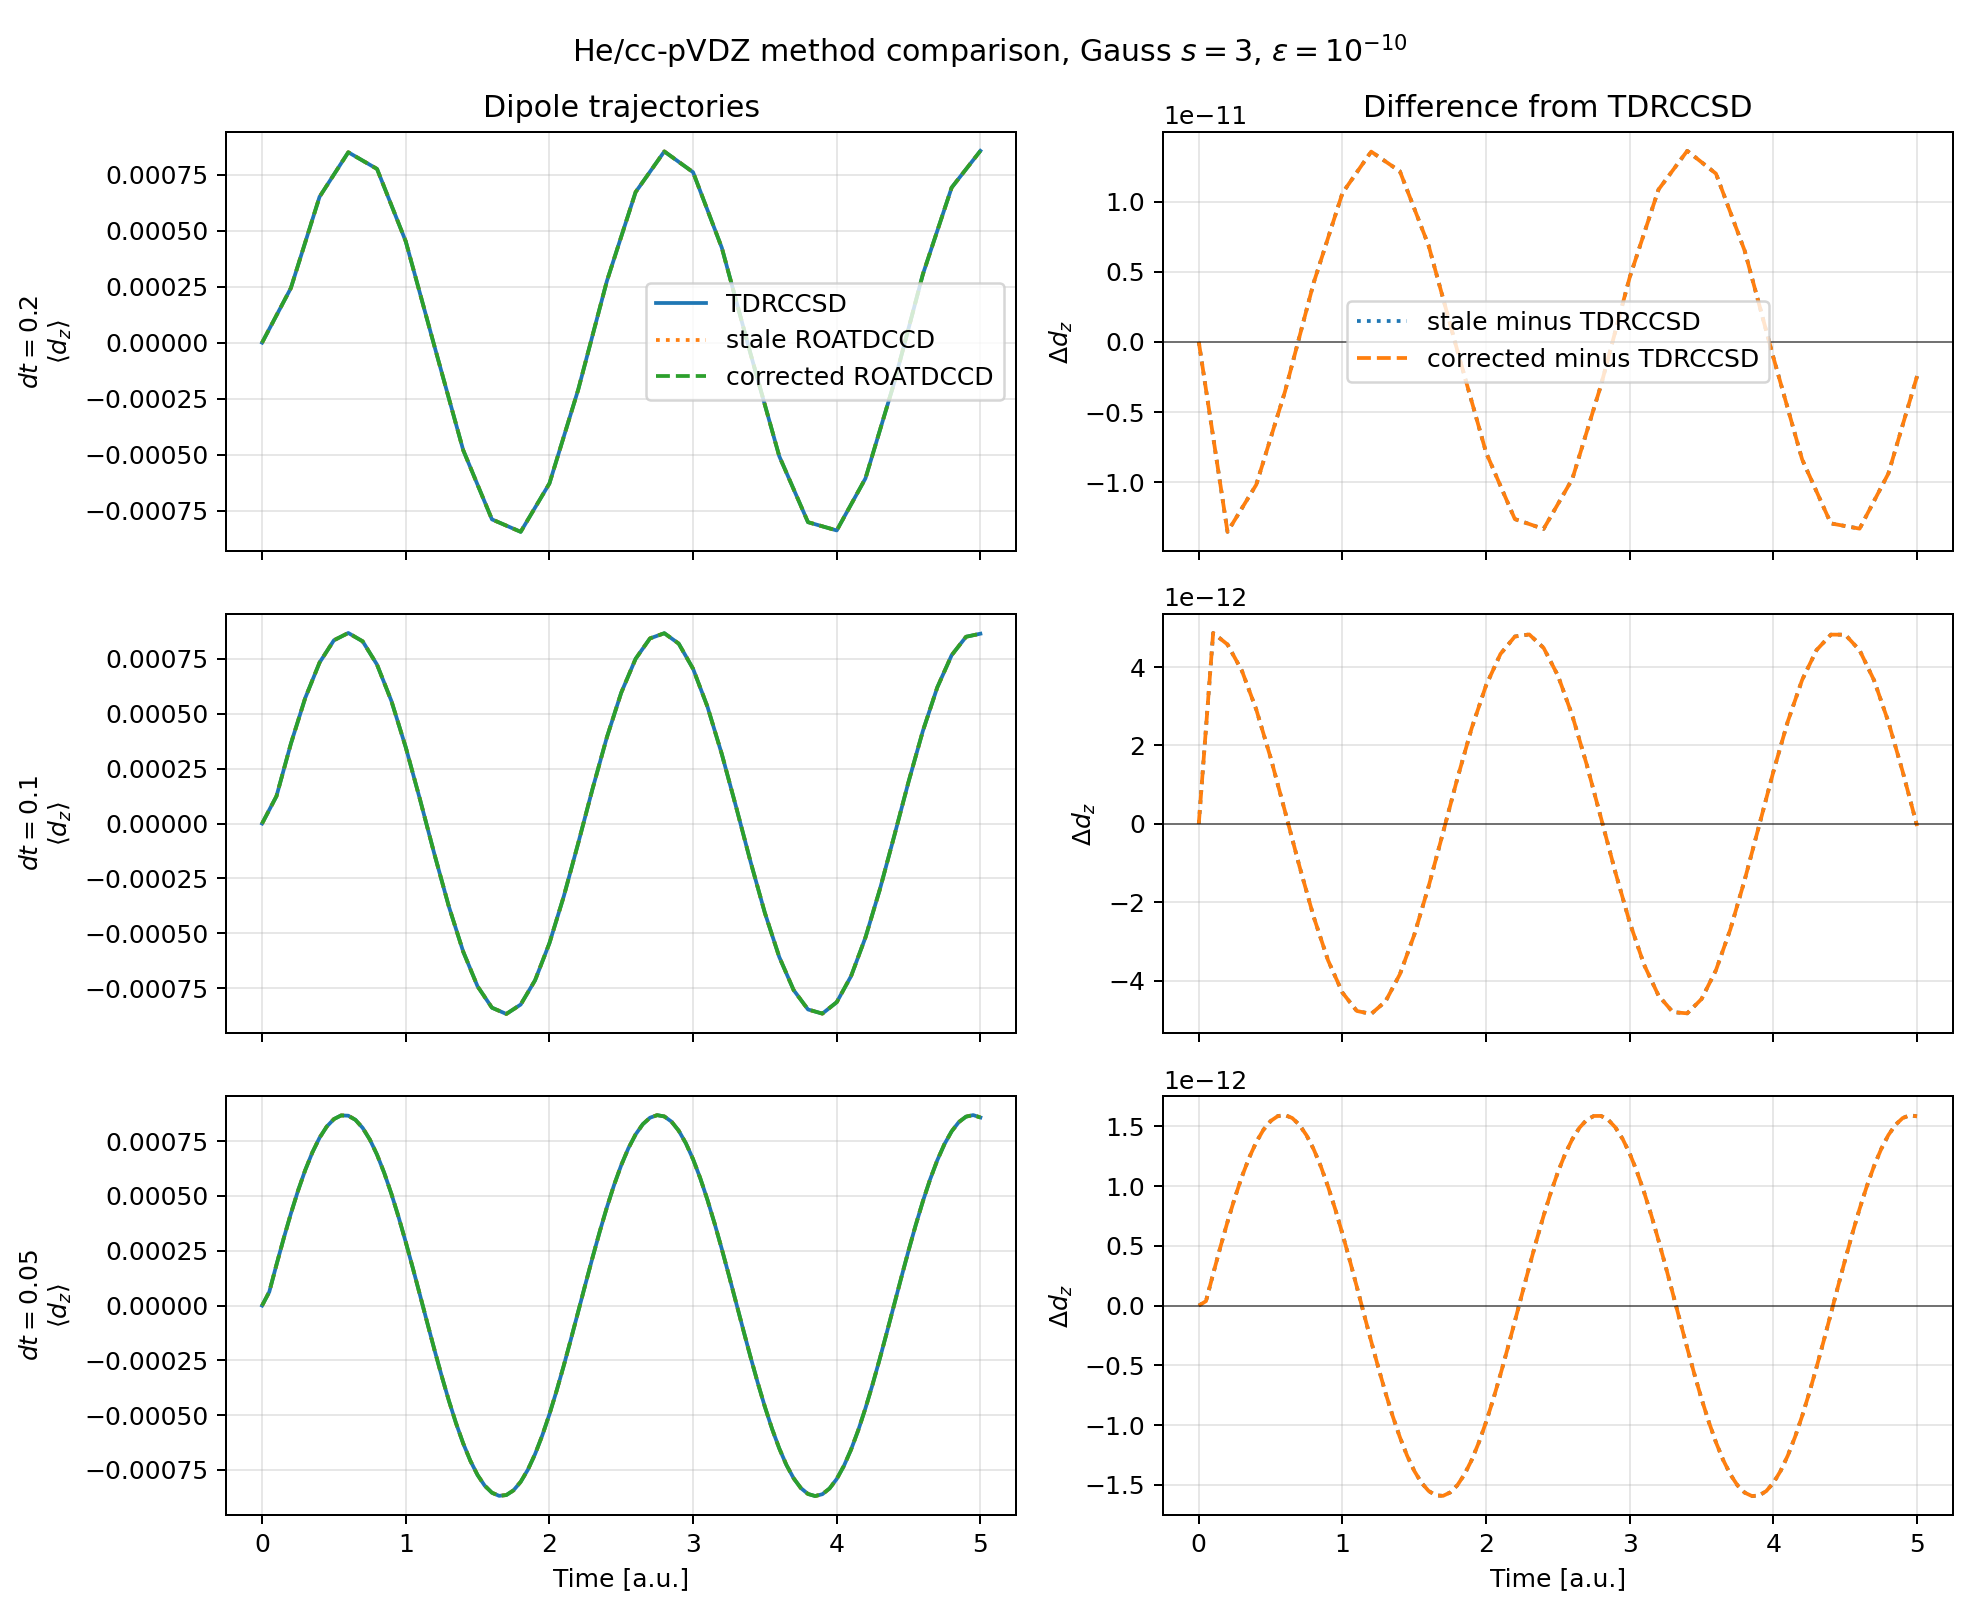 He/cc-pVDZ method comparison, Gauss s = 3, ε = 10⁻¹⁰
Dipole trajectories
Difference from TDRCCSD
1e−11
dt = 0.2
⟨d_z⟩
0.00075
0.00050
0.00025
0.00000
−0.00025
−0.00050
−0.00075
TDRCCSD
stale ROATDCCD
corrected ROATDCCD
Δd_z
1.0
0.5
0.0
−0.5
−1.0
stale minus TDRCCSD
corrected minus TDRCCSD
1e−12
dt = 0.1
⟨d_z⟩
0.00075
0.00050
0.00025
0.00000
−0.00025
−0.00050
−0.00075
Δd_z
4
2
0
−2
−4
1e−12
dt = 0.05
⟨d_z⟩
0.00075
0.00050
0.00025
0.00000
−0.00025
−0.00050
−0.00075
0 1 2 3 4 5
Time [a.u.]
Δd_z
1.5
1.0
0.5
0.0
−0.5
−1.0
−1.5
0 1 2 3 4 5
Time [a.u.]